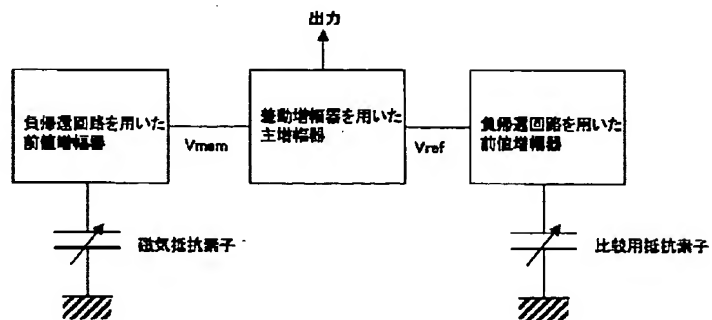 出力
負帰還回路を用いた
前値増幅器
Vmem
差動増幅器を用いた
主増幅器
Vref
負帰還回路を用いた
前値増幅器
磁気抵抗素子
比較用抵抗素子